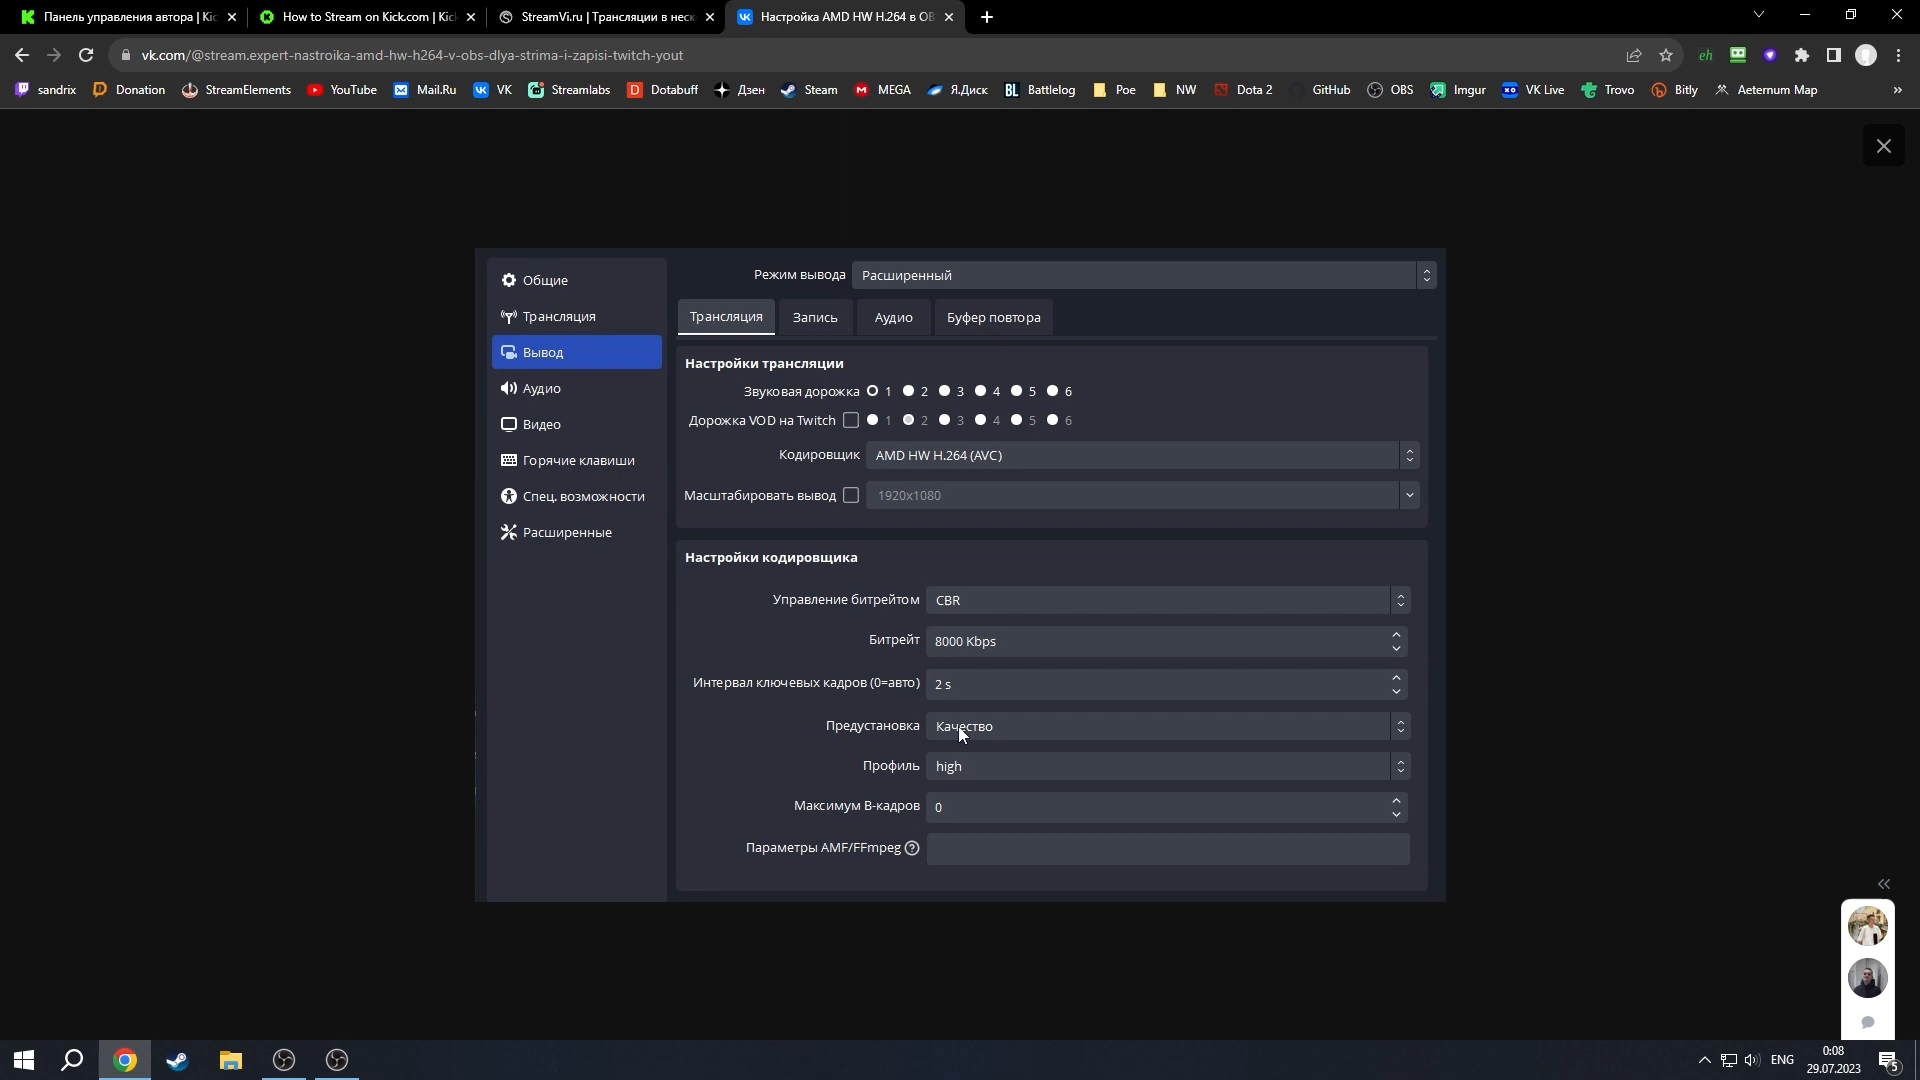 Панель управления автора | Kic
How to Stream on Kick.com | Kick
StreamVi.ru | Трансляции в неск
Настройка AMD HW H.264 в OB
vk.com/@stream.expert-nastroika-amd-hw-h264-v-obs-dlya-strima-i-zapisi-twitch-yout
eh
sandrix
Donation
StreamElements
YouTube
Mail.Ru
VK
Streamlabs
Dotabuff
Дзен
Steam
MEGA
Я.Диск
BL Battlelog
Poe
NW
Dota 2
GitHub
OBS
Imgur
VK Live
Trovo
Bitly
Aeternum Map
»
Общие
Трансляция
Вывод
Аудио
Видео
Горячие клавиши
Спец. возможности
Расширенные
Режим вывода Расширенный
Трансляция Запись Аудио Буфер повтора
Настройки трансляции
Звуковая дорожка 1 2 3 4 5 6
Дорожка VOD на Twitch 1 2 3 4 5 6
Кодировщик AMD HW H.264 (AVC)
Масштабировать вывод 1920x1080
Настройки кодировщика
Управление битрейтом CBR
Битрейт 8000 Kbps
Интервал ключевых кадров (0=авто) 2 s
Предустановка Качество
Профиль high
Максимум B-кадров 0
Параметры AMF/FFmpeg ?
ENG
0:08
29.07.2023
5